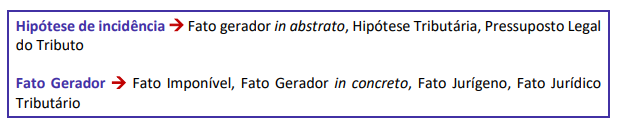 Hipótese de incidência → Fato gerador in abstrato, Hipótese Tributária, Pressuposto Legal
do Tributo
Fato Gerador → Fato Imponível, Fato Gerador in concreto, Fato Jurígeno, Fato Jurídico
Tributário